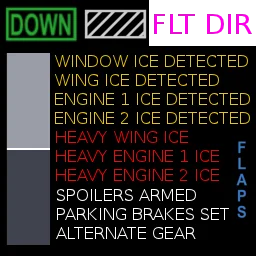 DOWN
FLT DIR
WINDOW ICE DETECTED
WING ICE DETECTED
ENGINE 1 ICE DETECTED
ENGINE 2 ICE DETECTED
HEAVY WING ICE
HEAVY ENGINE 1 ICE
HEAVY ENGINE 2 ICE
SPOILERS ARMED
PARKING BRAKES SET
ALTERNATE GEAR
FLAPS